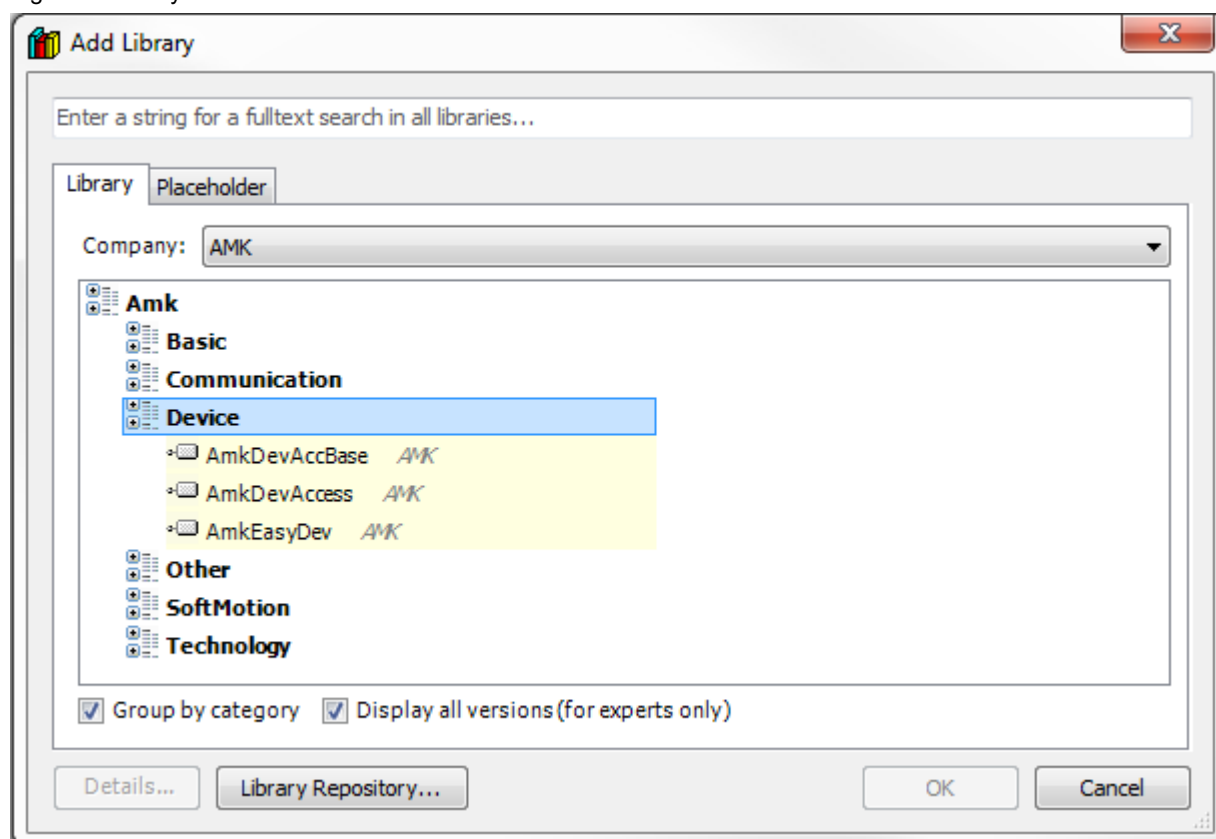 Add Library
Enter a string for a fulltext search in all libraries...
Library Placeholder
Company: AMK
Amk
Basic
Communication
Device
AmkDevAccBase AMK
AmkDevAccess AMK
AmkEasyDev AMK
Other
SoftMotion
Technology
Group by category Display all versions (for experts only)
Details... Library Repository... OK Cancel